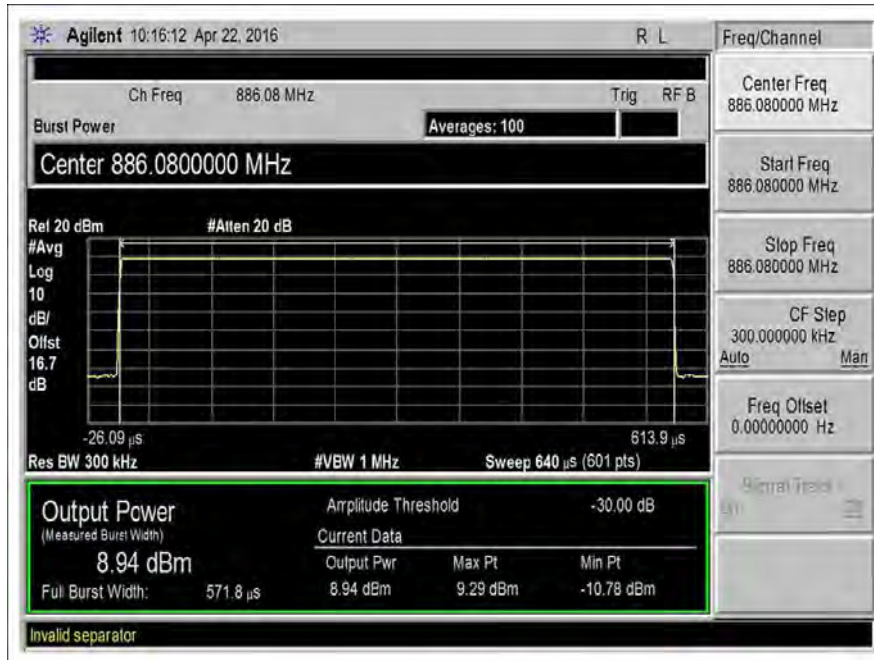 Agilent 10:16:12 Apr 22, 2016 R L Freq/Channel
Ch Freq 886.08 MHz Trig RF B
Burst Power Averages: 100
Center 886.0800000 MHz
Ref 20 dBm #Atten 20 dB
#Avg
Log
10
dB/
Offst
16.7
dB
-26.09 µs 613.9 µs
Res BW 300 kHz #VBW 1 MHz Sweep 640 µs (601 pts)
Output Power
(Measured Burst Width)
8.94 dBm
Full Burst Width: 571.8 µs
Amplitude Threshold -30.00 dB
Current Data
Output Pwr Max Pt Min Pt
8.94 dBm 9.29 dBm -10.78 dBm
Invalid separator
Center Freq
886.080000 MHz
Start Freq
886.080000 MHz
Stop Freq
886.080000 MHz
CF Step
300.000000 kHz
Auto Man
Freq Offset
0.00000000 Hz
Signal Track